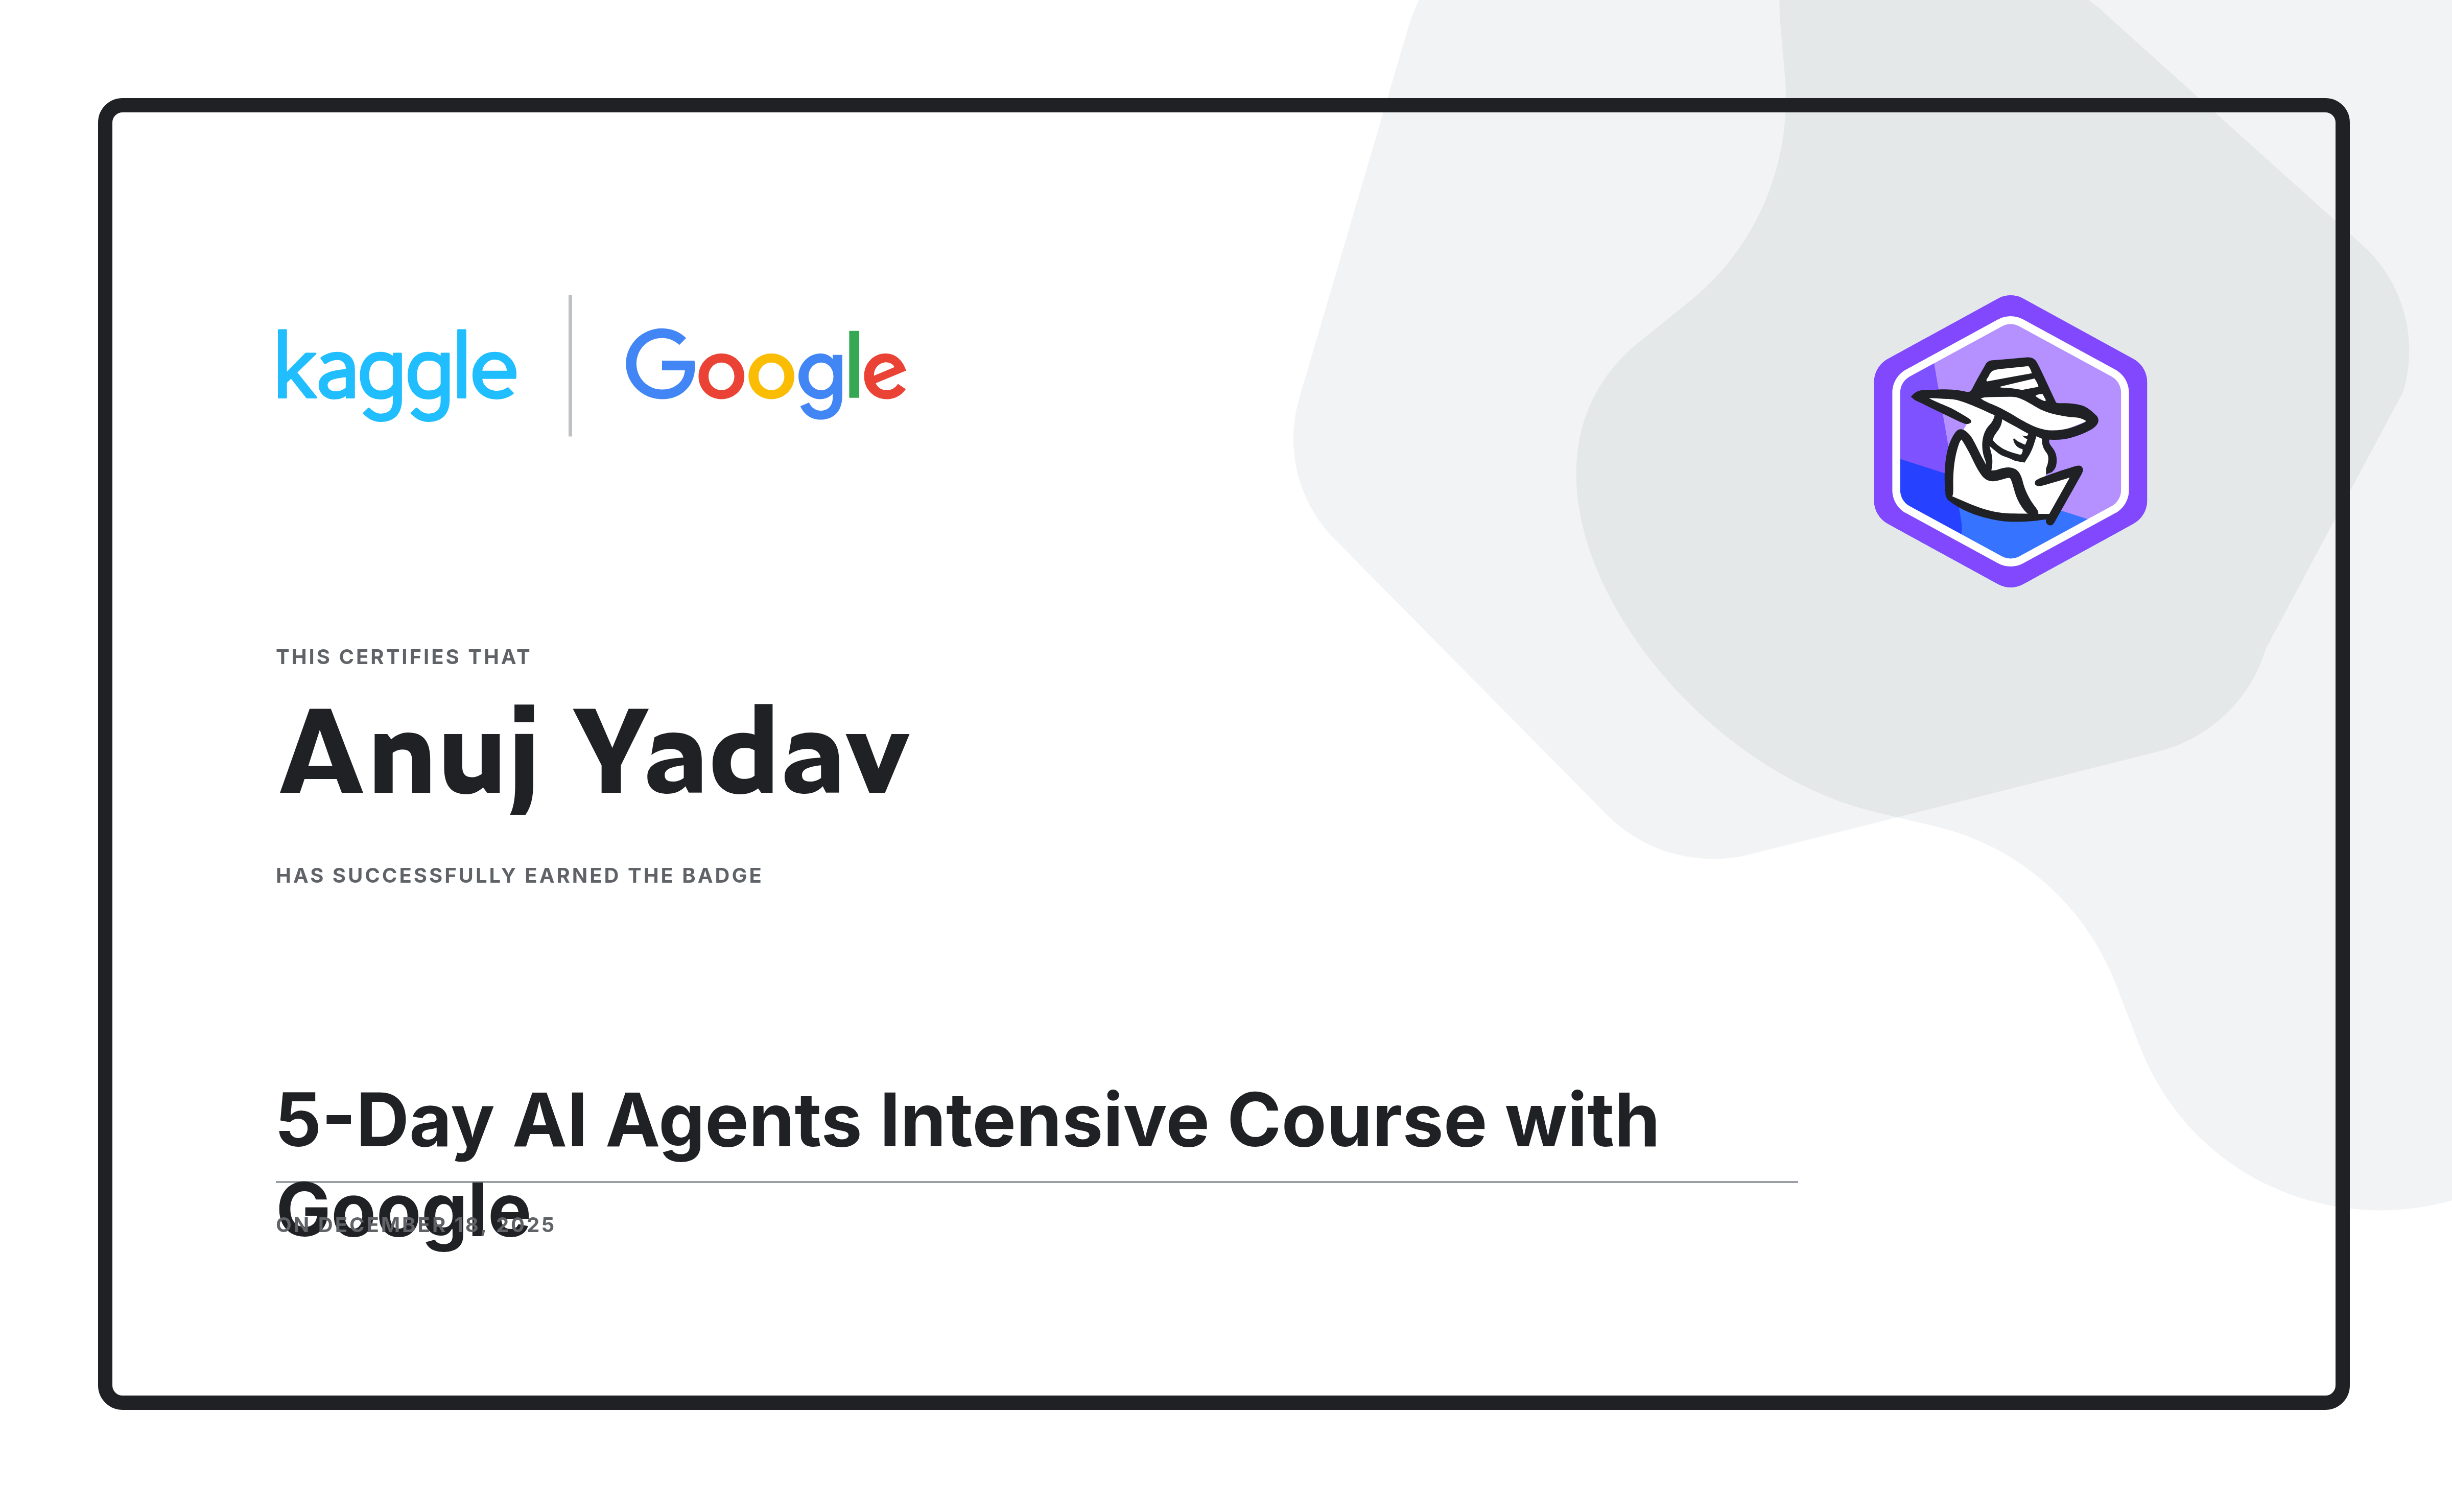 kaggle | Google
THIS CERTIFIES THAT
Anuj Yadav
HAS SUCCESSFULLY EARNED THE BADGE
5-Day AI Agents Intensive Course with
Google
ON DECEMBER 18, 2025